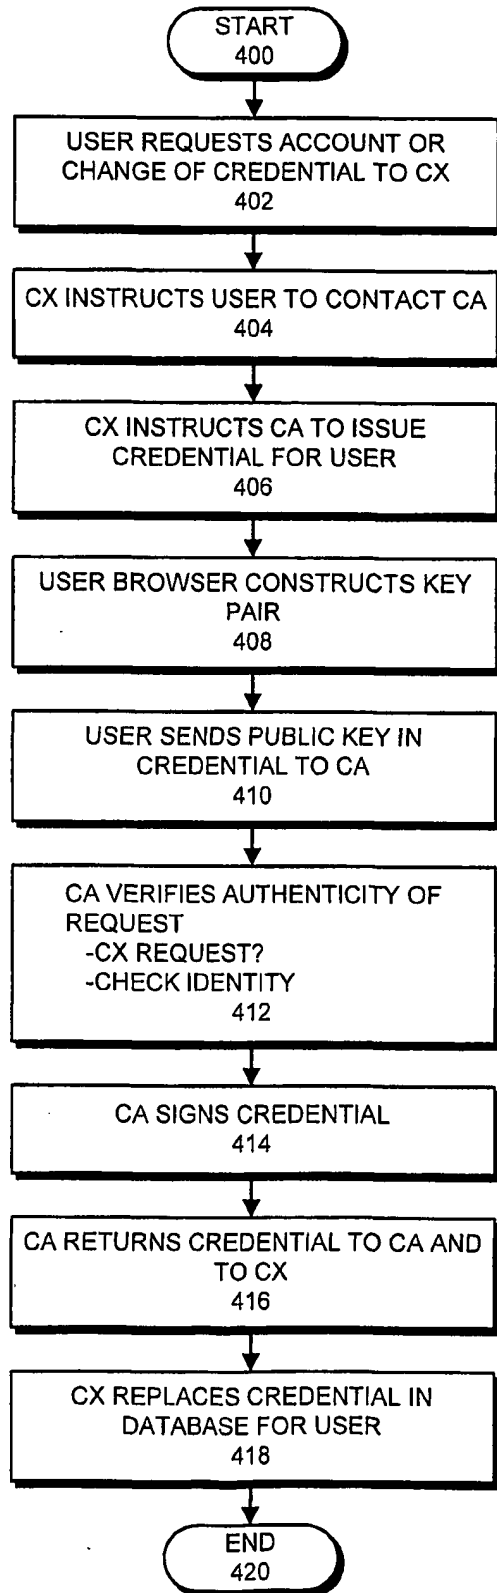 START
400
USER REQUESTS ACCOUNT OR
CHANGE OF CREDENTIAL TO CX
402
CX INSTRUCTS USER TO CONTACT CA
404
CX INSTRUCTS CA TO ISSUE
CREDENTIAL FOR USER
406
USER BROWSER CONSTRUCTS KEY
PAIR
408
USER SENDS PUBLIC KEY IN
CREDENTIAL TO CA
410
CA VERIFIES AUTHENTICITY OF
REQUEST
-CX REQUEST?
-CHECK IDENTITY
412
CA SIGNS CREDENTIAL
414
CA RETURNS CREDENTIAL TO CA AND
TO CX
416
CX REPLACES CREDENTIAL IN
DATABASE FOR USER
418
END
420